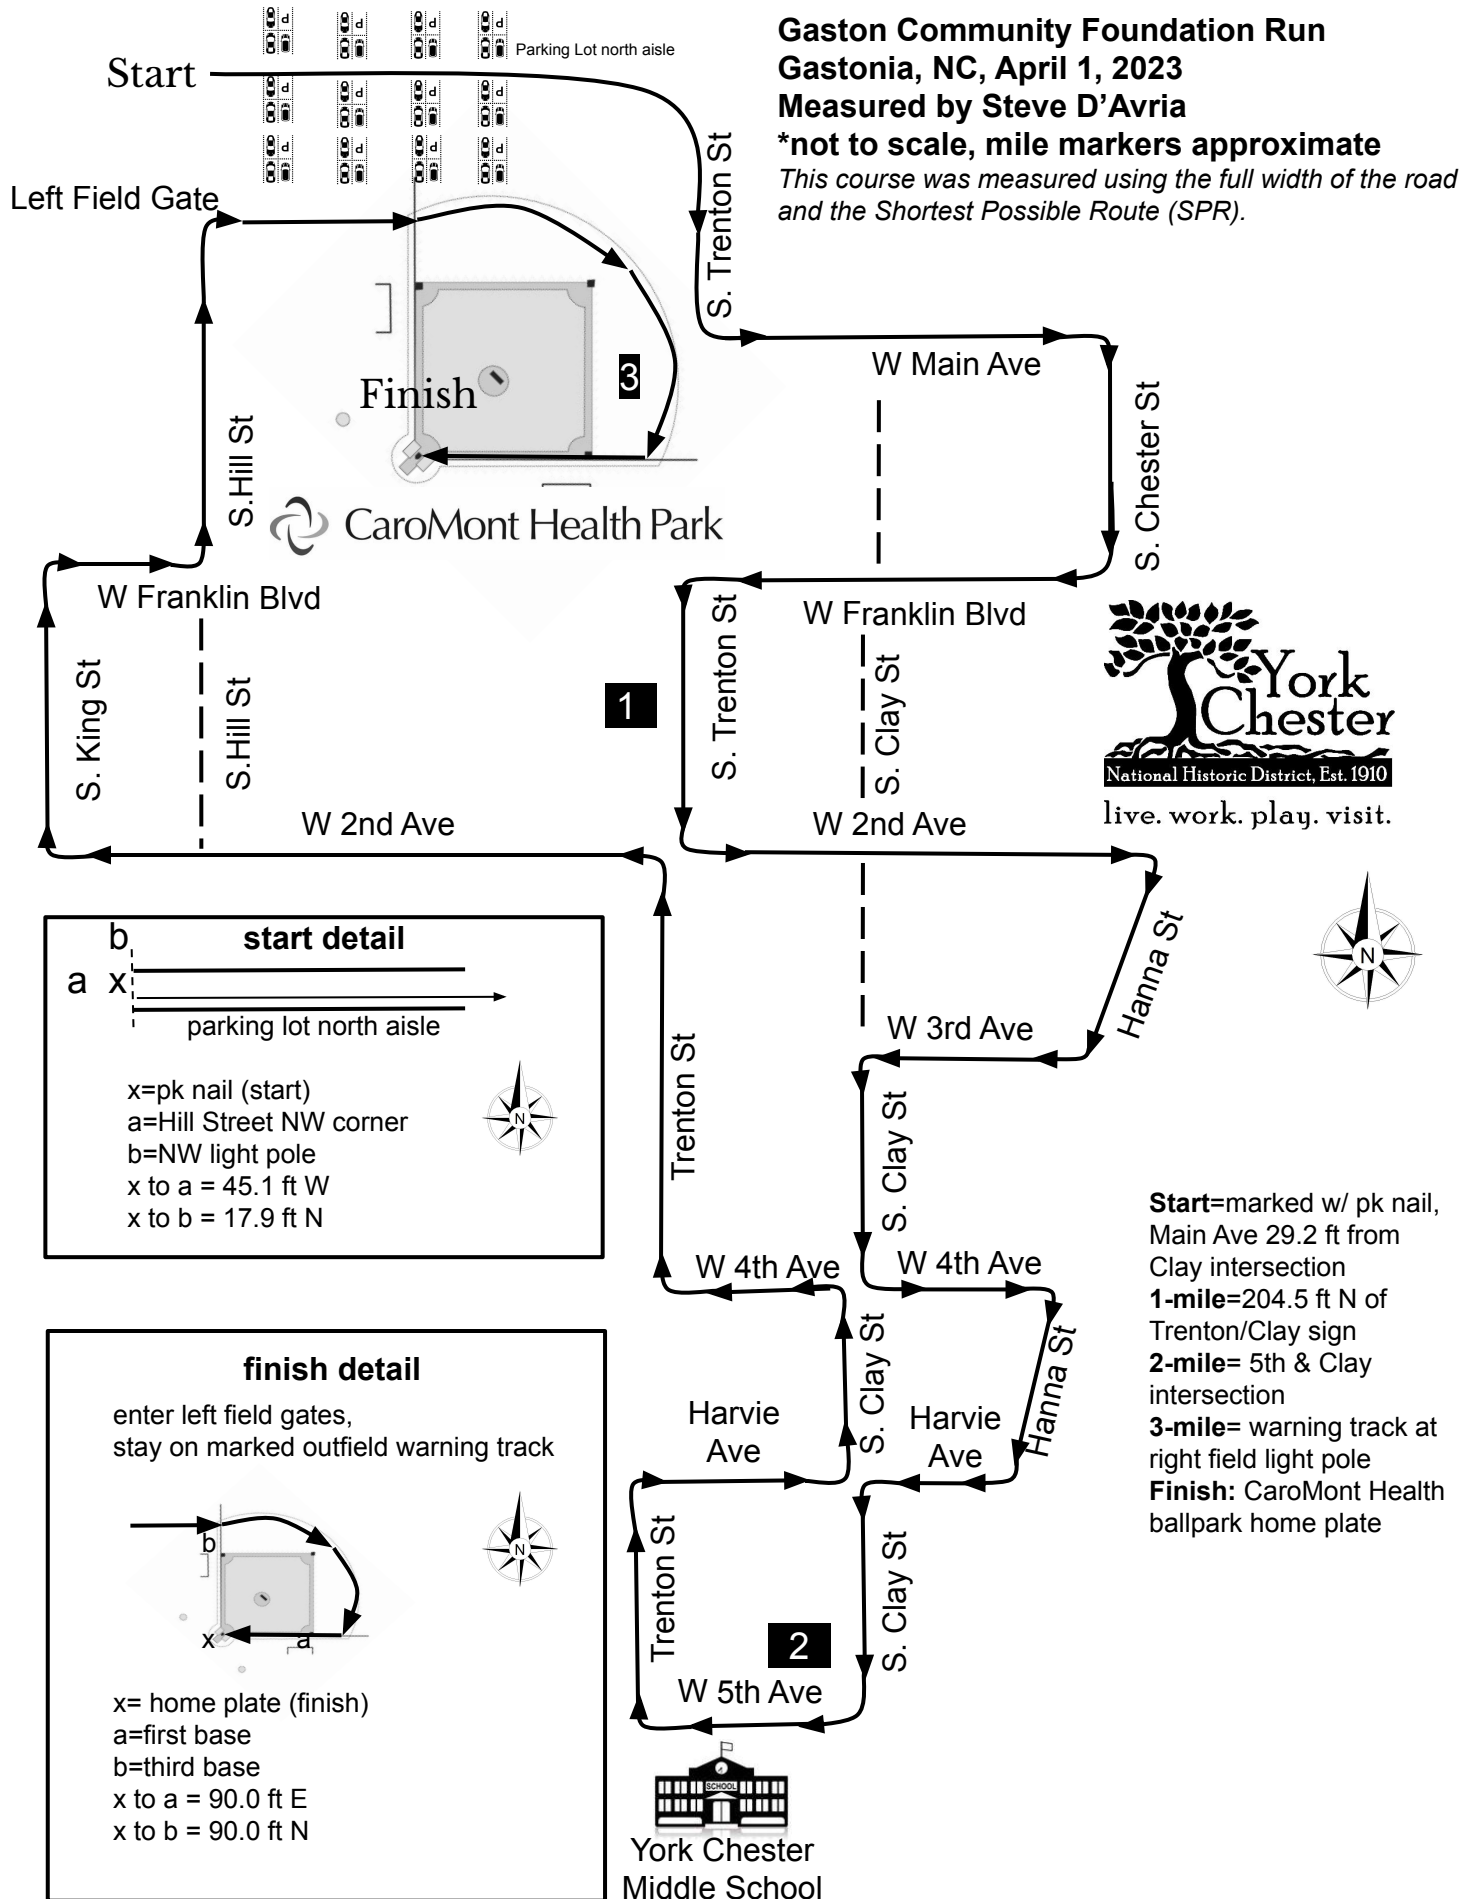 Gaston Community Foundation Run
Gastonia, NC, April 1, 2023
Measured by Steve D'Avria
*not to scale, mile markers approximate
This course was measured using the full width of the road
and the Shortest Possible Route (SPR).
Parking Lot north aisle
Start
Left Field Gate
S. Trenton St
W Main Ave
3
Finish
S.Hill St
S. Chester St
CaroMont Health Park
W Franklin Blvd
W Franklin Blvd
S. King St
S.Hill St
1
S. Trenton St
S. Clay St
York
Chester
National Historic District, Est. 1910
live. work. play. visit.
W 2nd Ave
W 2nd Ave
Hanna St
N
b
start detail
a x
parking lot north aisle
x=pk nail (start)
a=Hill Street NW corner
b=NW light pole
x to a = 45.1 ft W
x to b = 17.9 ft N
N
W 3rd Ave
Trenton St
S. Clay St
W 4th Ave
W 4th Ave
Start=marked w/ pk nail,
Main Ave 29.2 ft from
Clay intersection
1-mile=204.5 ft N of
Trenton/Clay sign
2-mile= 5th & Clay
intersection
3-mile= warning track at
right field light pole
Finish: CaroMont Health
ballpark home plate
S. Clay St
Hanna St
Harvie
Ave
Harvie
Ave
finish detail
enter left field gates,
stay on marked outfield warning track
b
N
x
a
x= home plate (finish)
a=first base
b=third base
x to a = 90.0 ft E
x to b = 90.0 ft N
Trenton St
S. Clay St
2
W 5th Ave
SCHOOL
York Chester
Middle School